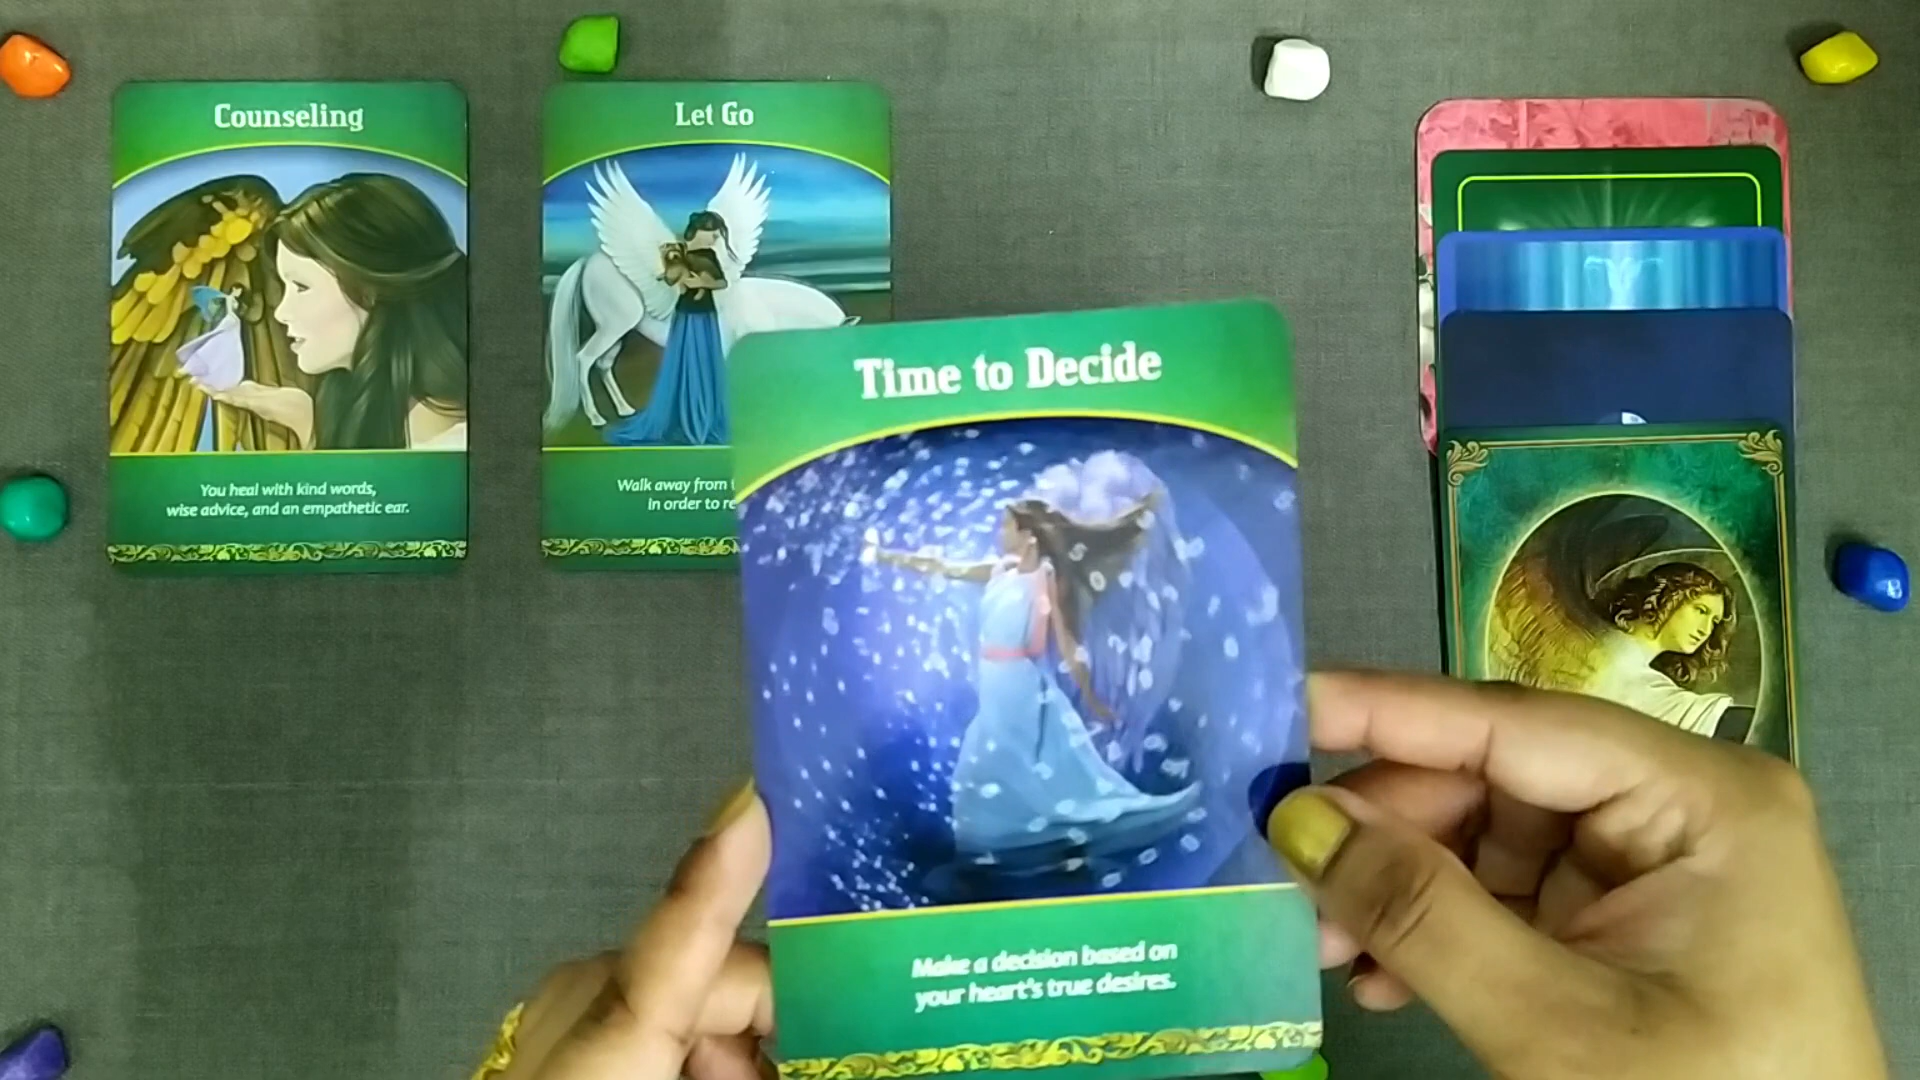 Counseling
You heal with kind words,
wise advice, and an empathetic ear.
Let Go
Walk away from
in order to
Time to Decide
Make a decision based on
your heart's true desires.